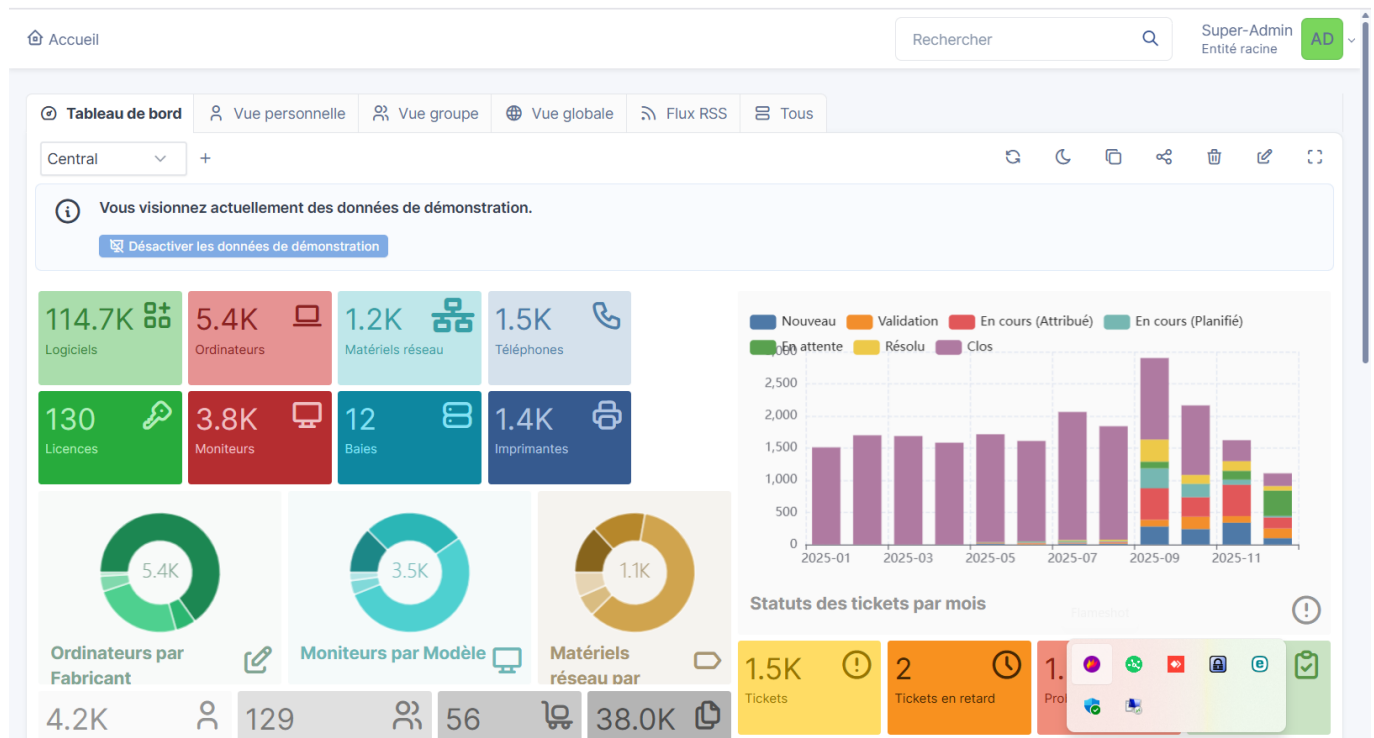 Accueil
Rechercher
Super-Admin
Entité racine
AD
Tableau de bord
Vue personnelle
Vue groupe
Vue globale
Flux RSS
Tous
Central
Vous visionnez actuellement des données de démonstration.
Désactiver les données de démonstration
114.7K
Logiciels
5.4K
Ordinateurs
1.2K
Matériels réseau
1.5K
Téléphones
130
Licences
3.8K
Moniteurs
12
Baies
1.4K
Imprimantes
Nouveau Validation En cours (Attribué) En cours (Planifié)
En attente Résolu Clos
2,500
2,000
1,500
1,000
500
0
2025-01 2025-03 2025-05 2025-07 2025-09 2025-11
Statuts des tickets par mois
5.4K
Ordinateurs par
Fabricant
3.5K
Moniteurs par Modèle
1.1K
Matériels
réseau par
1.5K
Tickets
2
Tickets en retard
1.
4.2K
129
56
38.0K